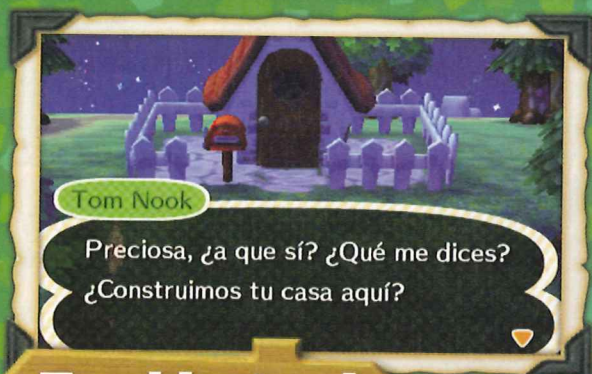 Tom Nook
Preciosa, ¿a que sí? ¿Qué me dices?
¿Construimos tu casa aquí?